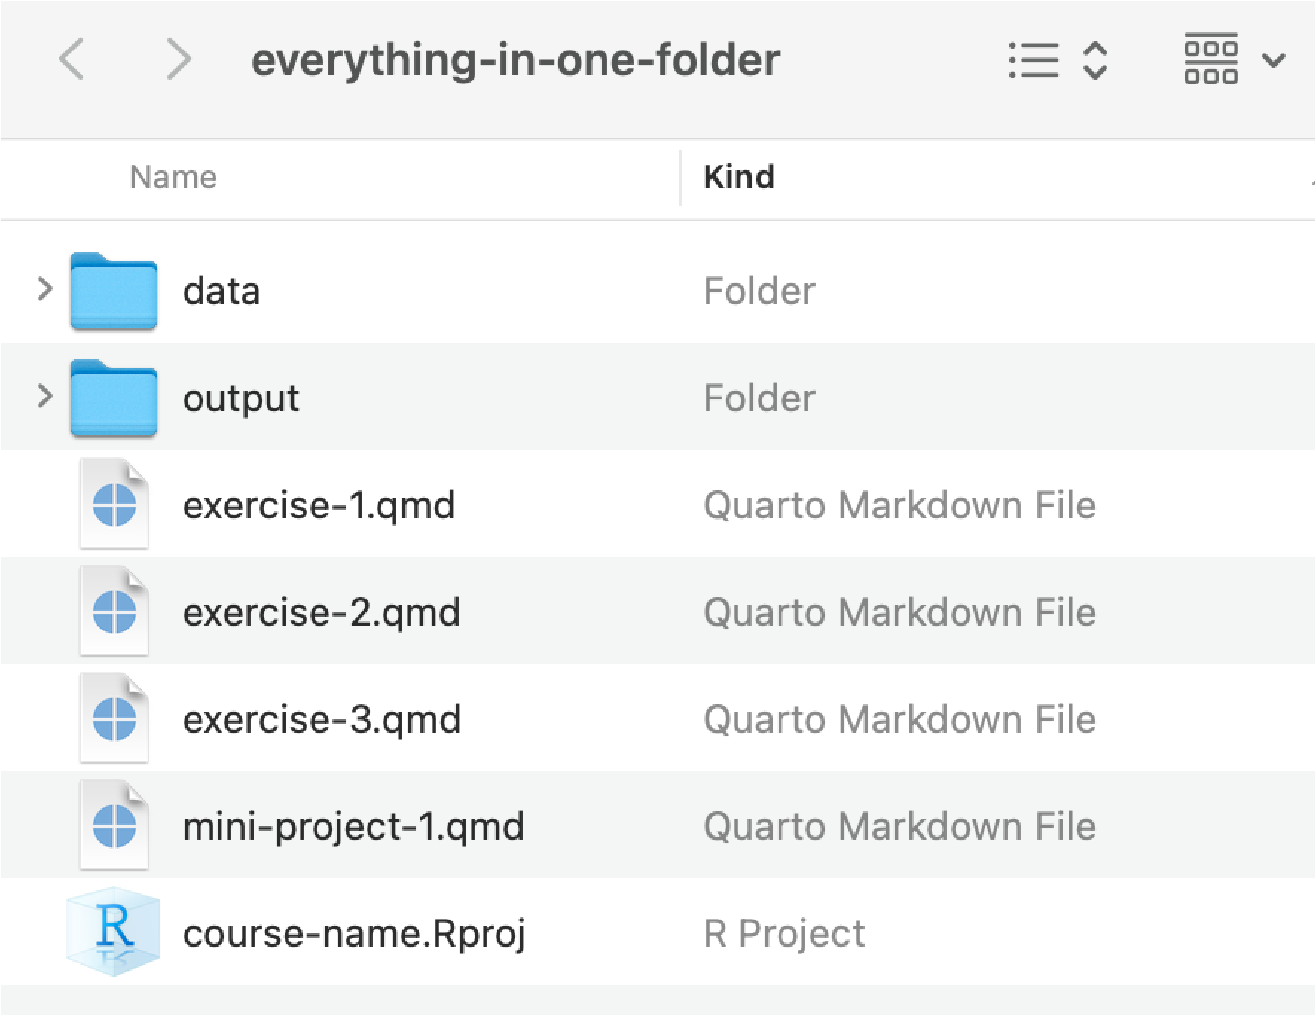 everything-in-one-folder
Name Kind
data Folder
output Folder
exercise-1.qmd Quarto Markdown File
exercise-2.qmd Quarto Markdown File
exercise-3.qmd Quarto Markdown File
mini-project-1.qmd Quarto Markdown File
R course-name.Rproj R Project